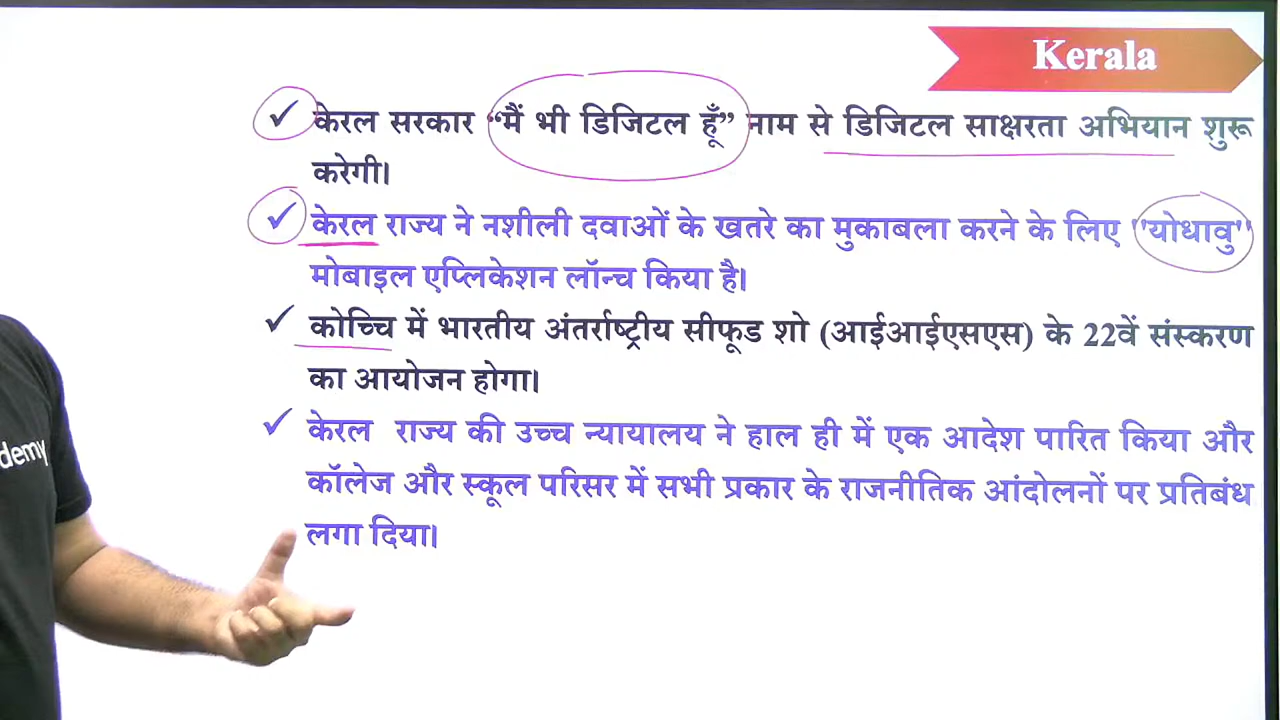 Kerala
✓ केरल सरकार “मैं भी डिजिटल हूँ” नाम से डिजिटल साक्षरता अभियान शुरू
करेगी।
✓ केरल राज्य ने नशीली दवाओं के खतरे का मुकाबला करने के लिए "योधावु"
मोबाइल एप्लिकेशन लॉन्च किया है।
✓ कोच्चि में भारतीय अंतर्राष्ट्रीय सीफूड शो (आईआईएसएस) के 22वें संस्करण
का आयोजन होगा।
✓ केरल राज्य की उच्च न्यायालय ने हाल ही में एक आदेश पारित किया और
कॉलेज और स्कूल परिसर में सभी प्रकार के राजनीतिक आंदोलनों पर प्रतिबंध
लगा दिया।
demy